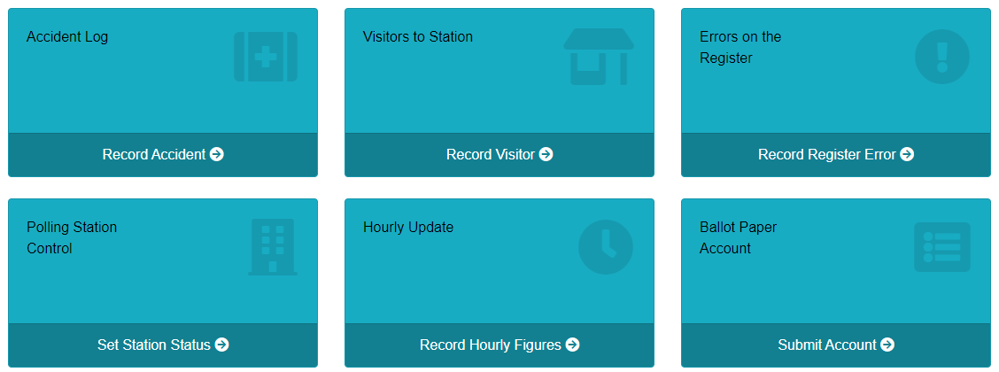 Accident Log
Record Accident
Visitors to Station
Record Visitor
Errors on the
Register
Record Register Error
Polling Station
Control
Set Station Status
Hourly Update
Record Hourly Figures
Ballot Paper
Account
Submit Account